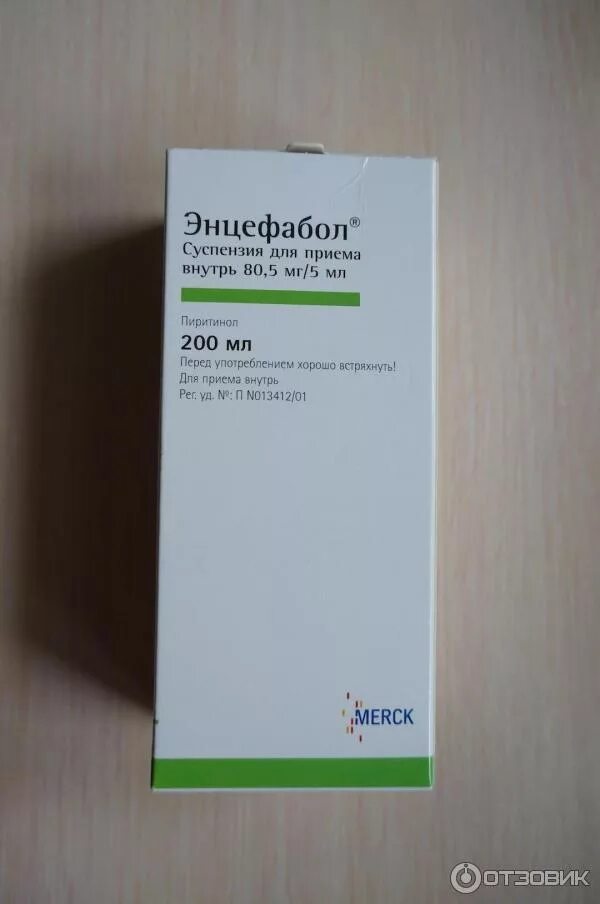 Энцефабол®
Суспензия для приема
внутрь 80,5 мг/5 мл
Пиритинол
200 мл
Перед употреблением хорошо встряхнуть!
Для приема внутрь
Рег. уд. №: П N013412/01
MERCK
ОТЗОВИК